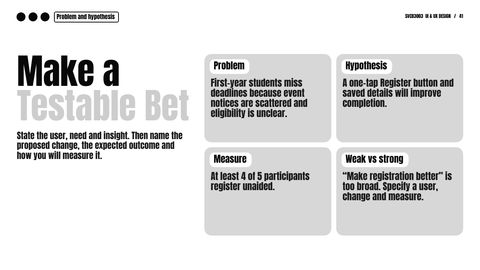 Problem and hypothesis
SVCB3003 UI & UX DESIGN / 41
Make a
Testable Bet
State the user, need and insight. Then name the
proposed change, the expected outcome and
how you will measure it.
Problem
First-year students miss
deadlines because event
notices are scattered and
eligibility is unclear.
Hypothesis
A one-tap Register button and
saved details will improve
completion.
Measure
At least 4 of 5 participants
register unaided.
Weak vs strong
“Make registration better” is
too broad. Specify a user,
change and measure.